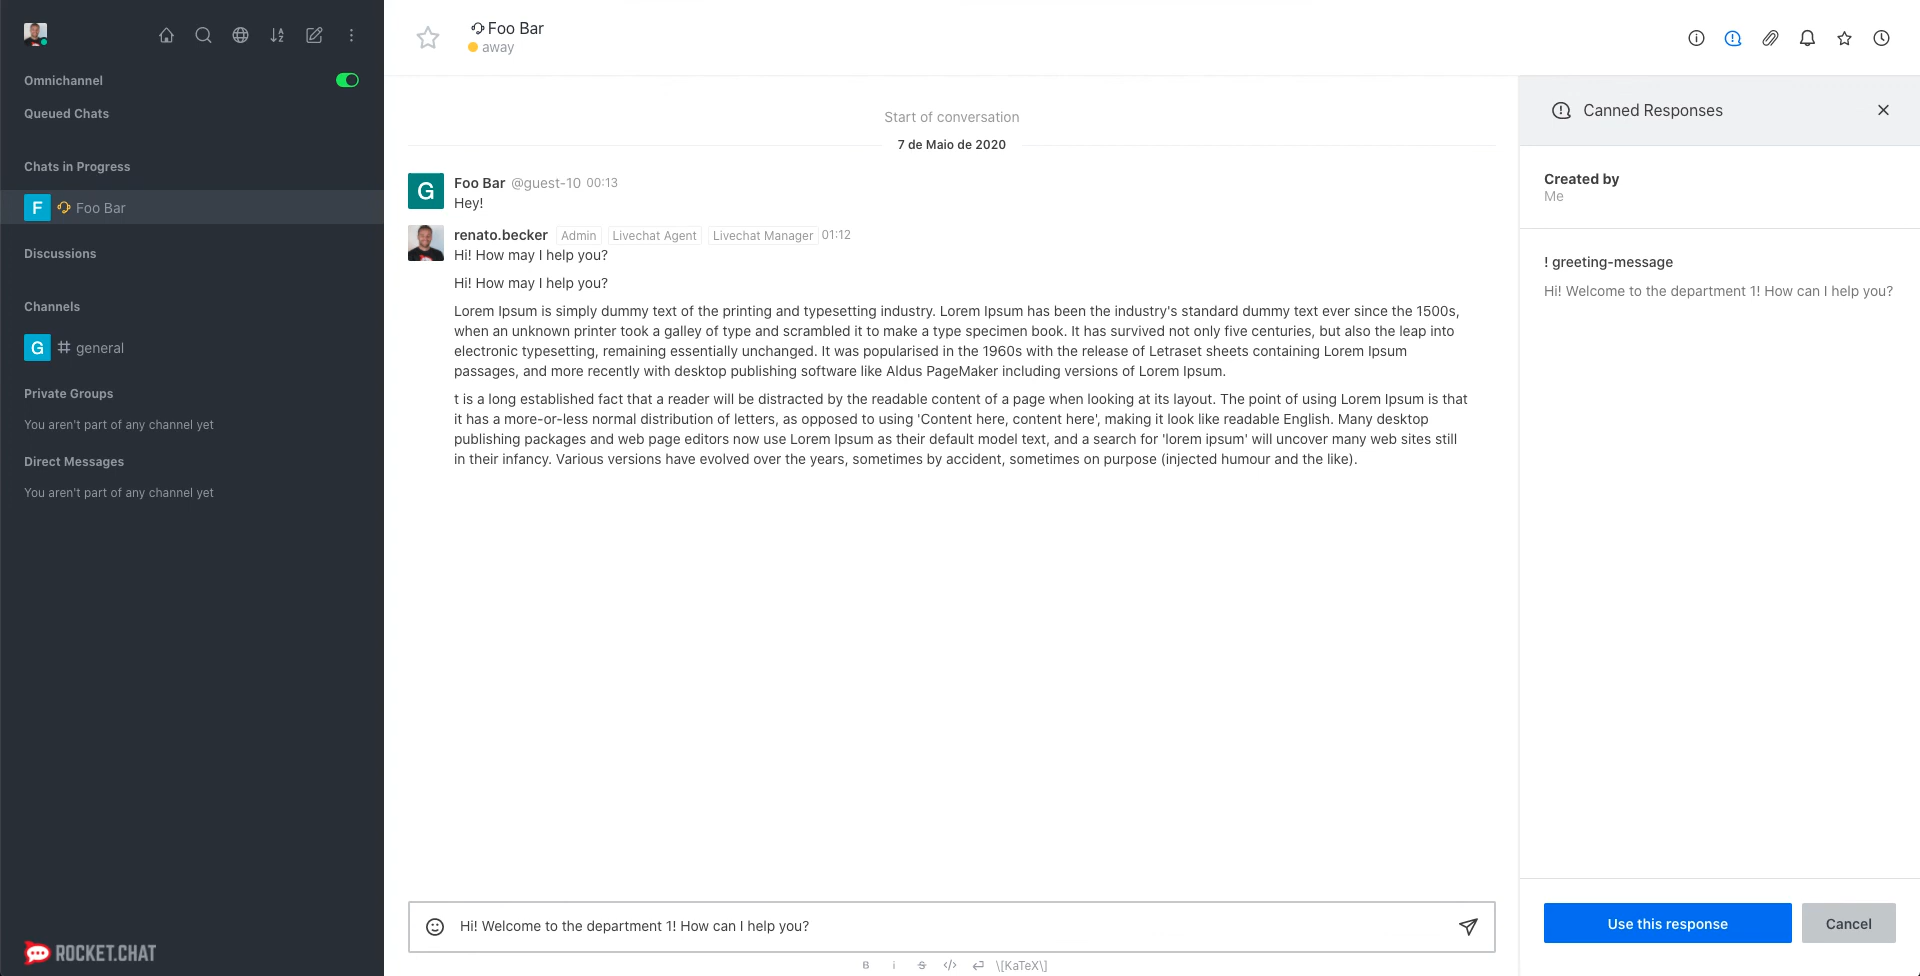 Omnichannel
Queued Chats
Chats in Progress
F Foo Bar
Discussions
Channels
G # general
Private Groups
You aren't part of any channel yet
Direct Messages
You aren't part of any channel yet
ROCKET.CHAT
Foo Bar
away
Start of conversation
7 de Maio de 2020
G Foo Bar @guest-10 00:13
Hey!
renato.becker Admin Livechat Agent Livechat Manager 01:12
Hi! How may I help you?
Hi! How may I help you?
Lorem Ipsum is simply dummy text of the printing and typesetting industry. Lorem Ipsum has been the industry's standard dummy text ever since the 1500s,
when an unknown printer took a galley of type and scrambled it to make a type specimen book. It has survived not only five centuries, but also the leap into
electronic typesetting, remaining essentially unchanged. It was popularised in the 1960s with the release of Letraset sheets containing Lorem Ipsum
passages, and more recently with desktop publishing software like Aldus PageMaker including versions of Lorem Ipsum.
t is a long established fact that a reader will be distracted by the readable content of a page when looking at its layout. The point of using Lorem Ipsum is that
it has a more-or-less normal distribution of letters, as opposed to using 'Content here, content here', making it look like readable English. Many desktop
publishing packages and web page editors now use Lorem Ipsum as their default model text, and a search for 'lorem ipsum' will uncover many web sites still
in their infancy. Various versions have evolved over the years, sometimes by accident, sometimes on purpose (injected humour and the like).
Hi! Welcome to the department 1! How can I help you?
B i S </> \[KaTeX\]
Canned Responses
Created by
Me
! greeting-message
Hi! Welcome to the department 1! How can I help you?
Use this response
Cancel